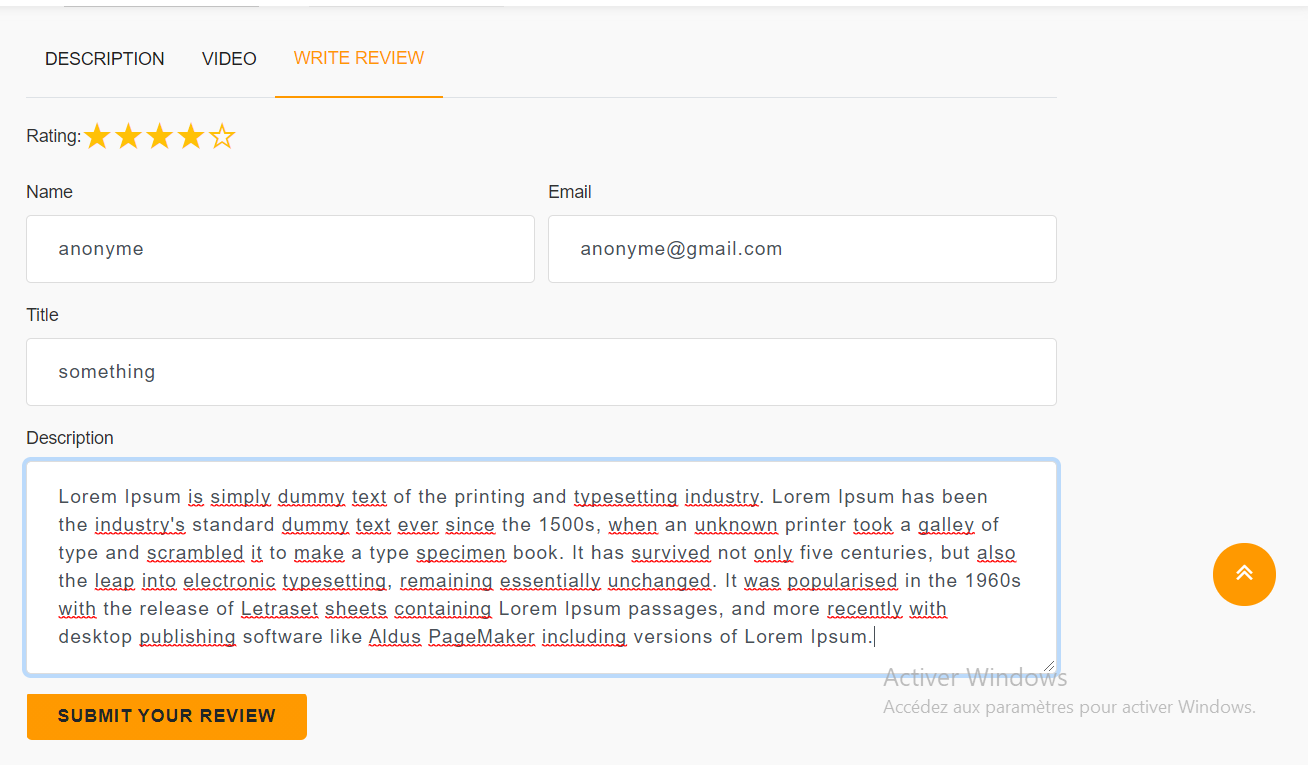 DESCRIPTION VIDEO WRITE REVIEW
Rating:
Name Email
anonyme anonyme@gmail.com
Title
something
Description
Lorem Ipsum is simply dummy text of the printing and typesetting industry. Lorem Ipsum has been
the industry's standard dummy text ever since the 1500s, when an unknown printer took a galley of
type and scrambled it to make a type specimen book. It has survived not only five centuries, but also
the leap into electronic typesetting, remaining essentially unchanged. It was popularised in the 1960s
with the release of Letraset sheets containing Lorem Ipsum passages, and more recently with
desktop publishing software like Aldus PageMaker including versions of Lorem Ipsum.
Activer Windows
Accédez aux paramètres pour activer Windows.
SUBMIT YOUR REVIEW